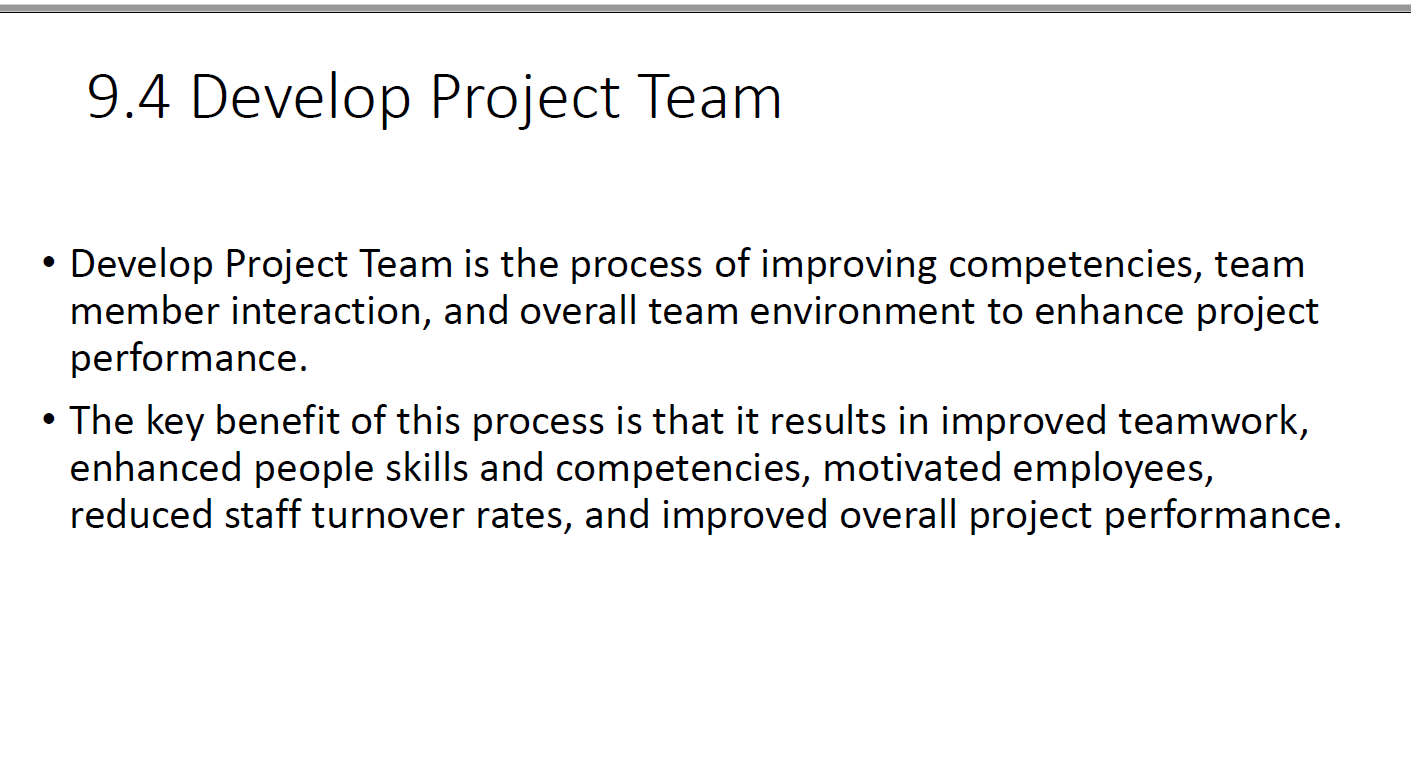 9.4 Develop Project Team
• Develop Project Team is the process of improving competencies, team
member interaction, and overall team environment to enhance project
performance.
• The key benefit of this process is that it results in improved teamwork,
enhanced people skills and competencies, motivated employees,
reduced staff turnover rates, and improved overall project performance.